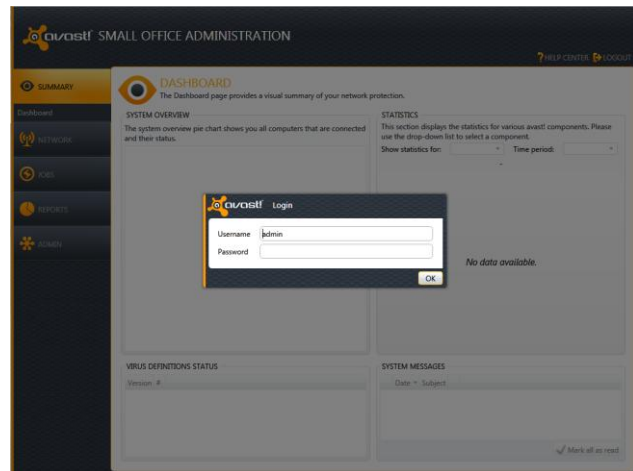 avast! SMALL OFFICE ADMINISTRATION
HELP CENTER LOGOUT
SUMMARY
Dashboard
NETWORK
JOBS
REPORTS
ADMIN
DASHBOARD
The Dashboard page provides a visual summary of your network protection.
SYSTEM OVERVIEW
The system overview pie chart shows you all computers that are connected
and their status.
STATISTICS
This section displays the statistics for various avast! components. Please
use the drop-down list to select a component.
Show statistics for: Time period:
No data available.
avast! Login
Username admin
Password
OK
VIRUS DEFINITIONS STATUS
Version #
SYSTEM MESSAGES
Date Subject
Mark all as read